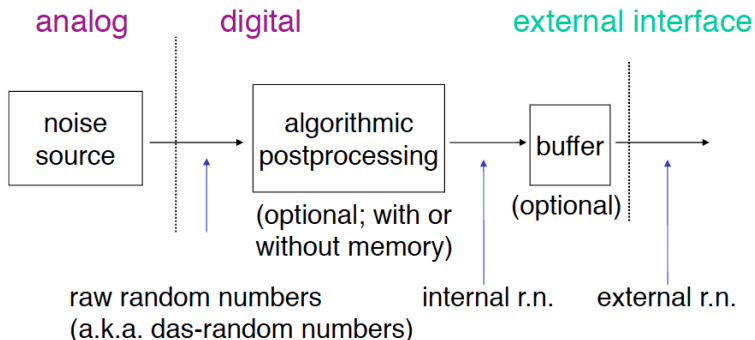 analog
digital
external interface
noise
source
algorithmic
postprocessing
buffer
(optional; with or
without memory)
(optional)
raw random numbers
(a.k.a. das-random numbers)
internal r.n.
external r.n.